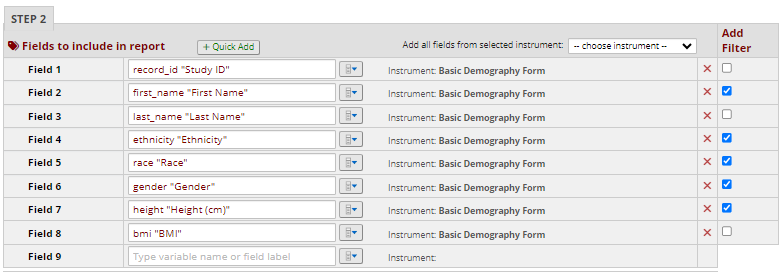 STEP 2
Fields to include in report + Quick Add Add all fields from selected instrument: -- choose instrument -- Add Filter
Field 1 record_id "Study ID" Instrument: Basic Demography Form
Field 2 first_name "First Name" Instrument: Basic Demography Form
Field 3 last_name "Last Name" Instrument: Basic Demography Form
Field 4 ethnicity "Ethnicity" Instrument: Basic Demography Form
Field 5 race "Race" Instrument: Basic Demography Form
Field 6 gender "Gender" Instrument: Basic Demography Form
Field 7 height "Height (cm)" Instrument: Basic Demography Form
Field 8 bmi "BMI" Instrument: Basic Demography Form
Field 9 Type variable name or field label Instrument: